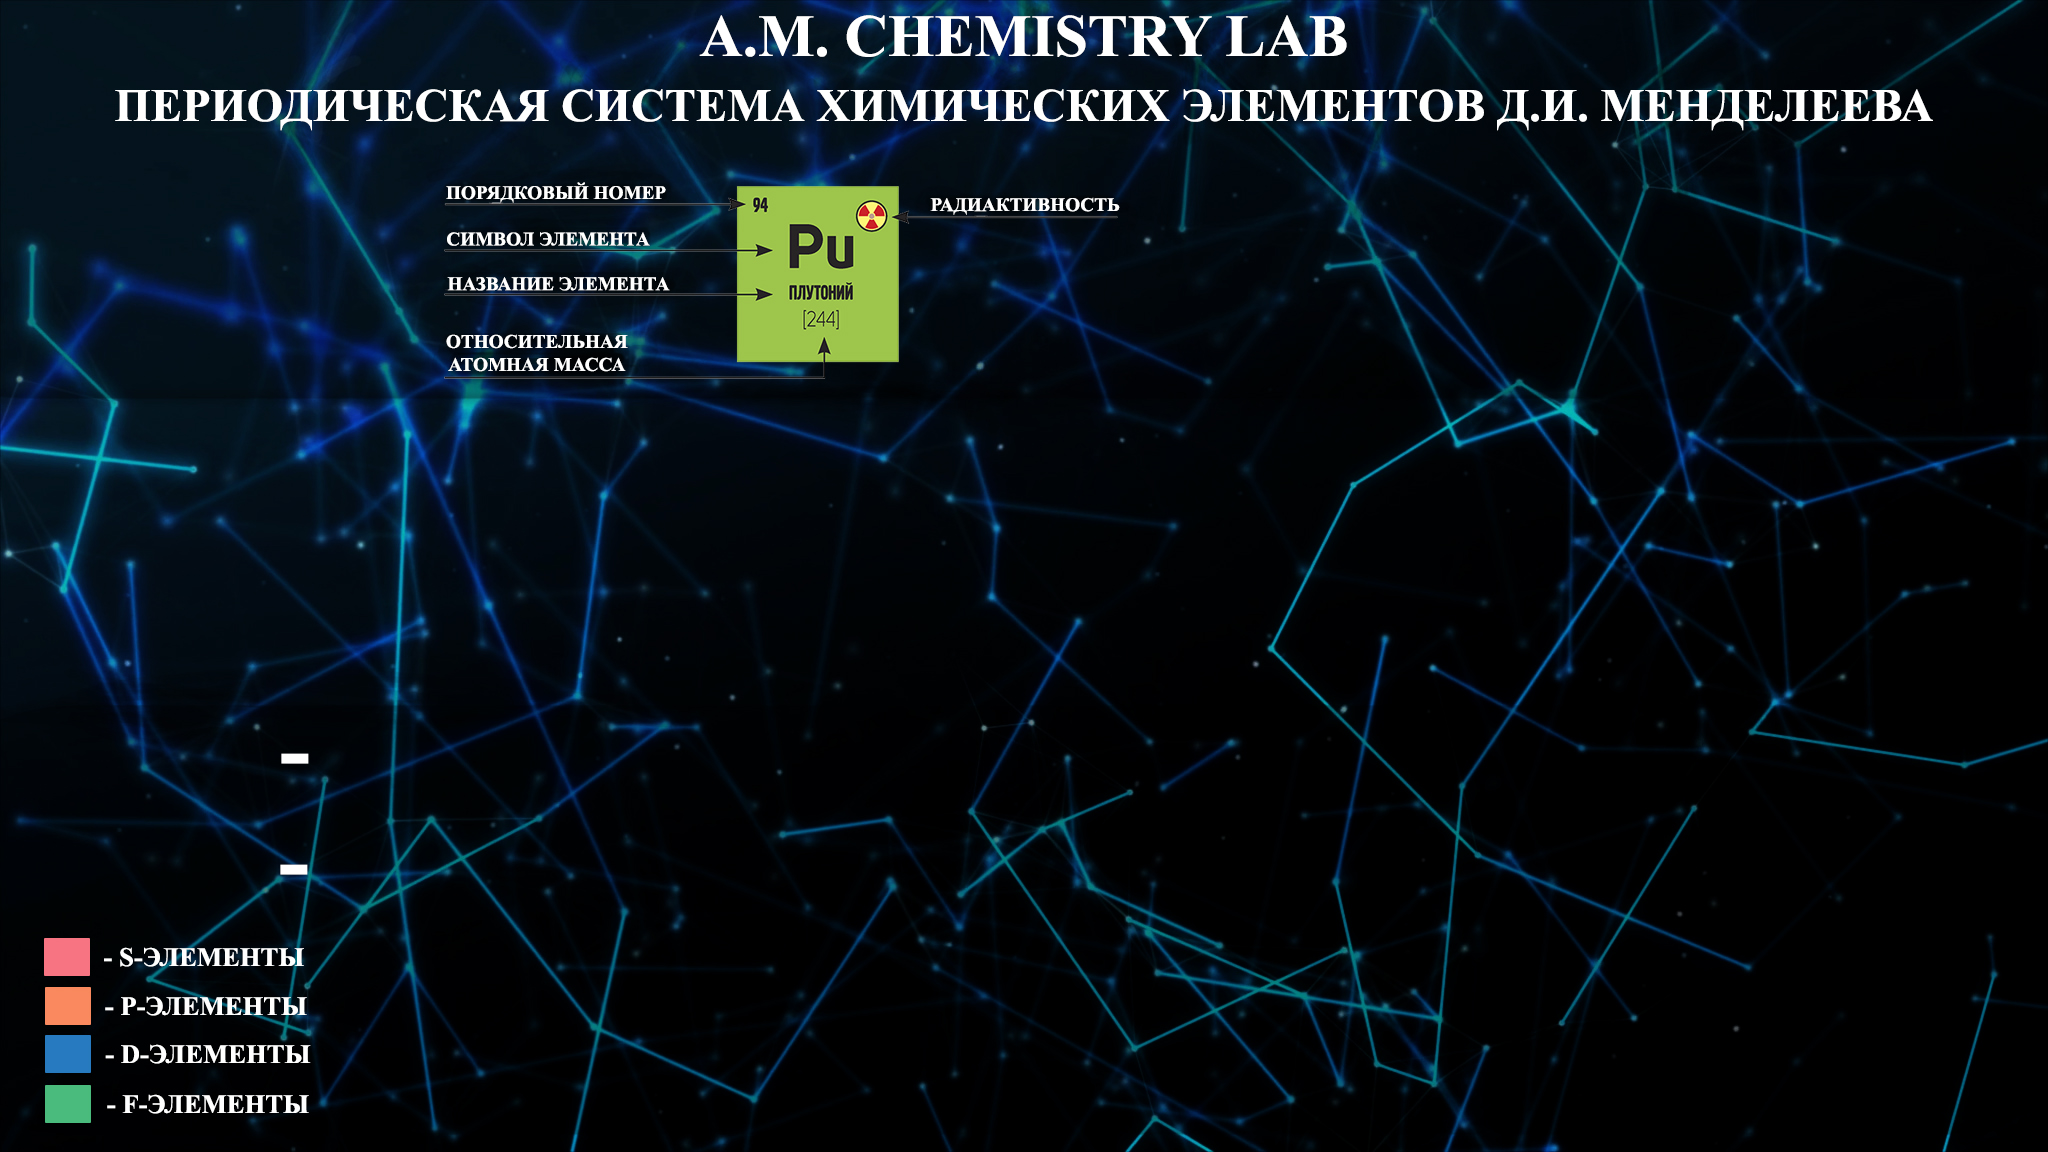 A.M. CHEMISTRY LAB
ПЕРИОДИЧЕСКАЯ СИСТЕМА ХИМИЧЕСКИХ ЭЛЕМЕНТОВ Д.И. МЕНДЕЛЕЕВА
ПОРЯДКОВЫЙ НОМЕР
СИМВОЛ ЭЛЕМЕНТА
НАЗВАНИЕ ЭЛЕМЕНТА
ОТНОСИТЕЛЬНАЯ
АТОМНАЯ МАССА
94
Pu
ПЛУТОНИЙ
[244]
РАДИАКТИВНОСТЬ
-
-
- S-ЭЛЕМЕНТЫ
- P-ЭЛЕМЕНТЫ
- D-ЭЛЕМЕНТЫ
- F-ЭЛЕМЕНТЫ